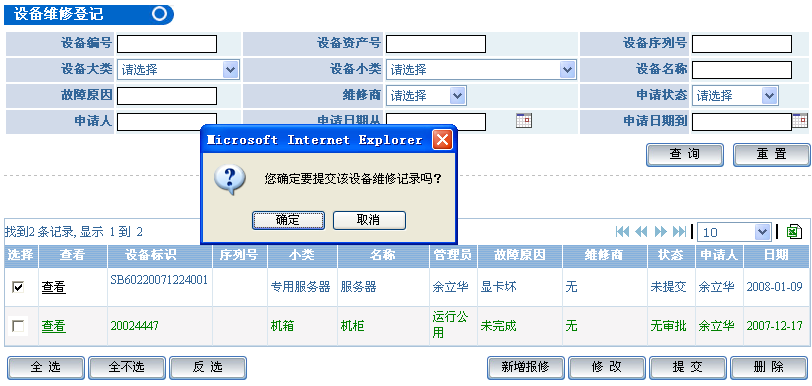 设备维修登记
设备编号 设备资产号 设备序列号
设备大类 请选择 设备小类 请选择 设备名称
故障原因 维修商 请选择 申请状态 请选择
申请人 申请日期从 申请日期到
Microsoft Internet Explorer
查 询 重 置
您确定要提交该设备维修记录吗?
确定 取消
找到2 条记录, 显示 1 到 2 10
选择 查看 设备标识 序列号 小类 名称 管理员 故障原因 维修商 状态 申请人 日期
查看 SB60220071224001 专用服务器 服务器 余立华 显卡坏 无 未提交 余立华 2008-01-09
查看 20024447 机箱 机柜 运行公用 未完成 无 无审批 余立华 2007-12-17
全 选 全不选 反 选 新增报修 修 改 提 交 删 除